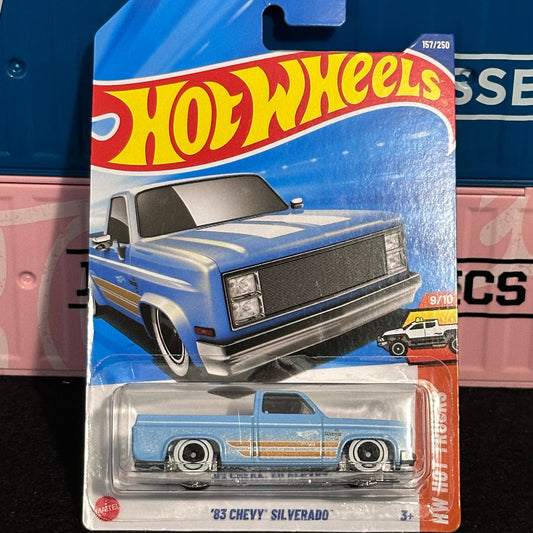 157/250
HOT WHEELS
SSE
CS
9/10
HW HOT TRUCKS
MATTEL
'83 CHEVY SILVERADO
3+